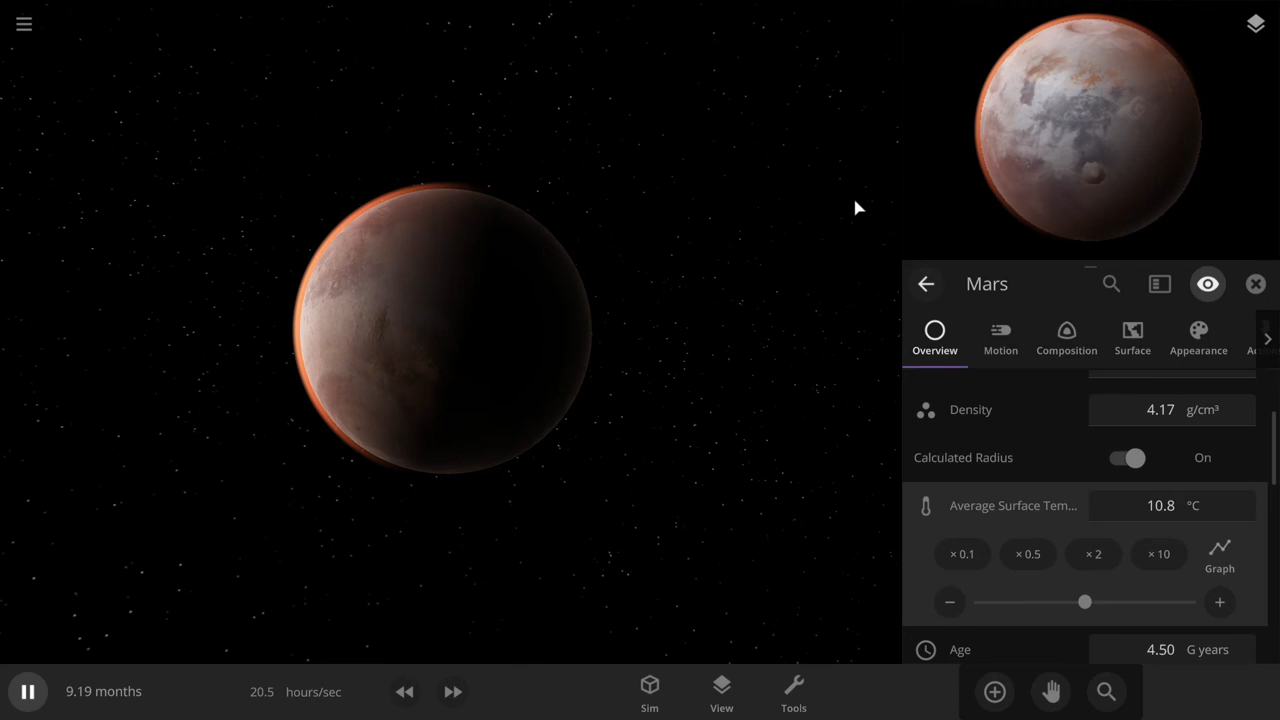 Mars
Overview
Motion
Composition
Surface
Appearance
Density 4.17 g/cm³
Calculated Radius On
Average Surface Tem... 10.8 °C
× 0.1 × 0.5 × 2 × 10
Graph
Age 4.50 G years
9.19 months 20.5 hours/sec
Sim View Tools